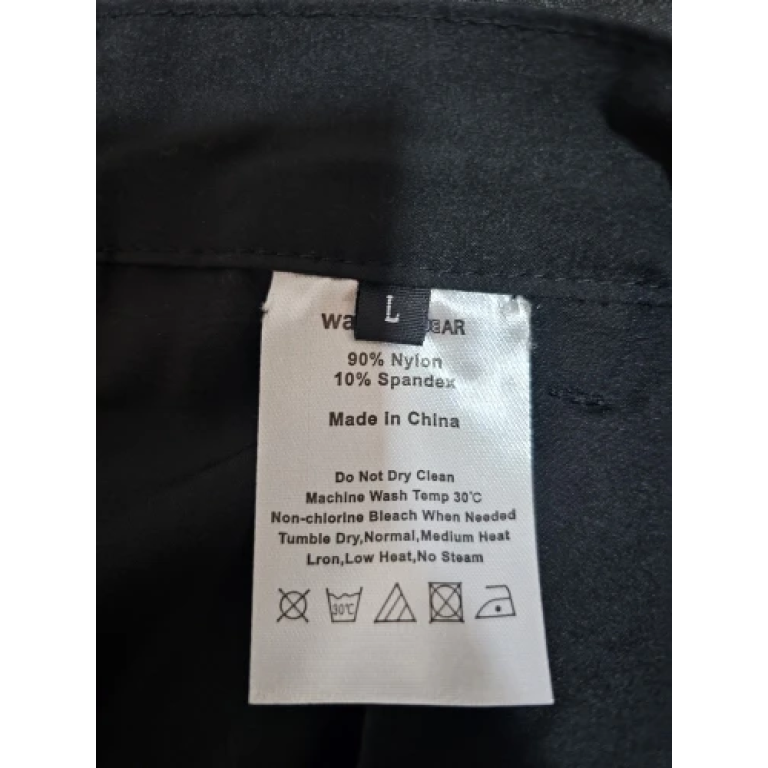 L
90% Nylon
10% Spandex
Made in China
Do Not Dry Clean
Machine Wash Temp 30°C
Non-chlorine Bleach When Needed
Tumble Dry,Normal,Medium Heat
Lron,Low Heat,No Steam
30°C